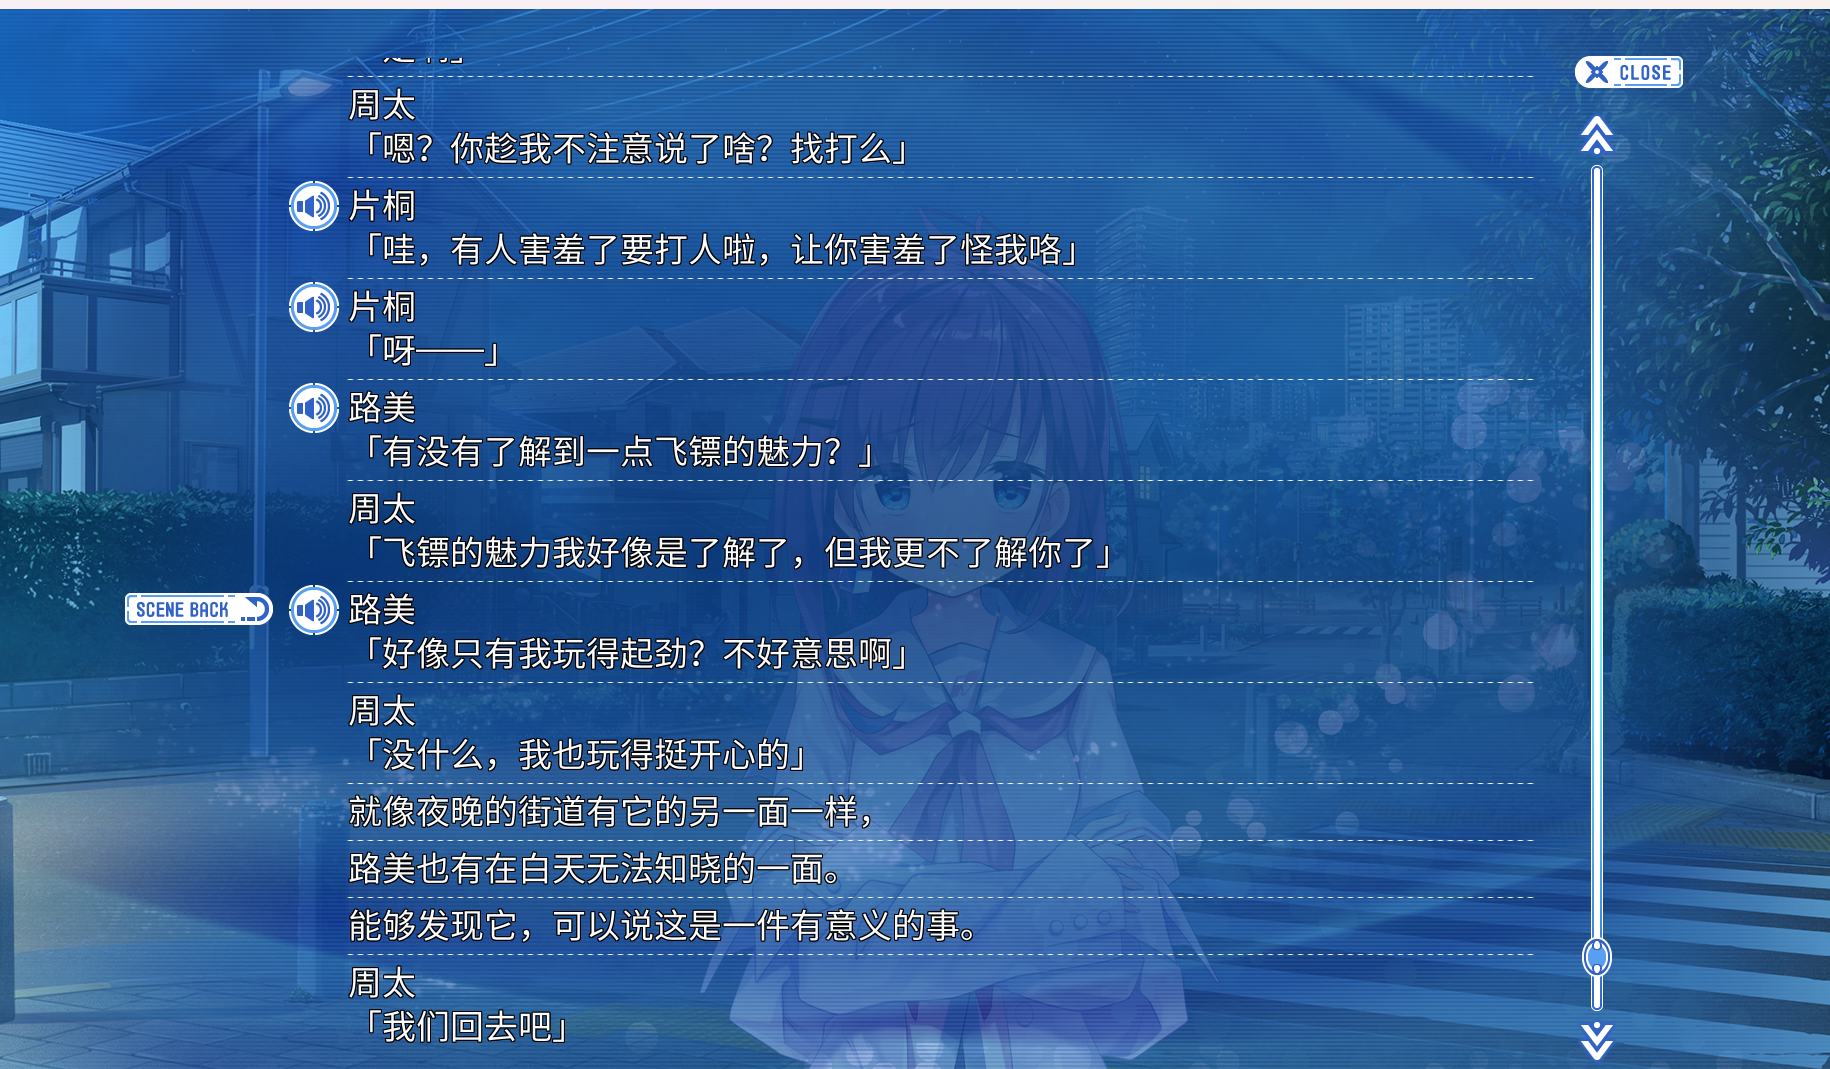 CLOSE
周太
「嗯？你趁我不注意说了啥？找打么」
片桐
「哇，有人害羞了要打人啦，让你害羞了怪我咯」
片桐
「呀——」
路美
「有没有了解到一点飞镖的魅力？」
周太
「飞镖的魅力我好像是了解了，但我更不了解你了」
SCENE BACK
路美
「好像只有我玩得起劲？不好意思啊」
周太
「没什么，我也玩得挺开心的」
就像夜晚的街道有它的另一面一样，
路美也有在白天无法知晓的一面。
能够发现它，可以说这是一件有意义的事。
周太
「我们回去吧」